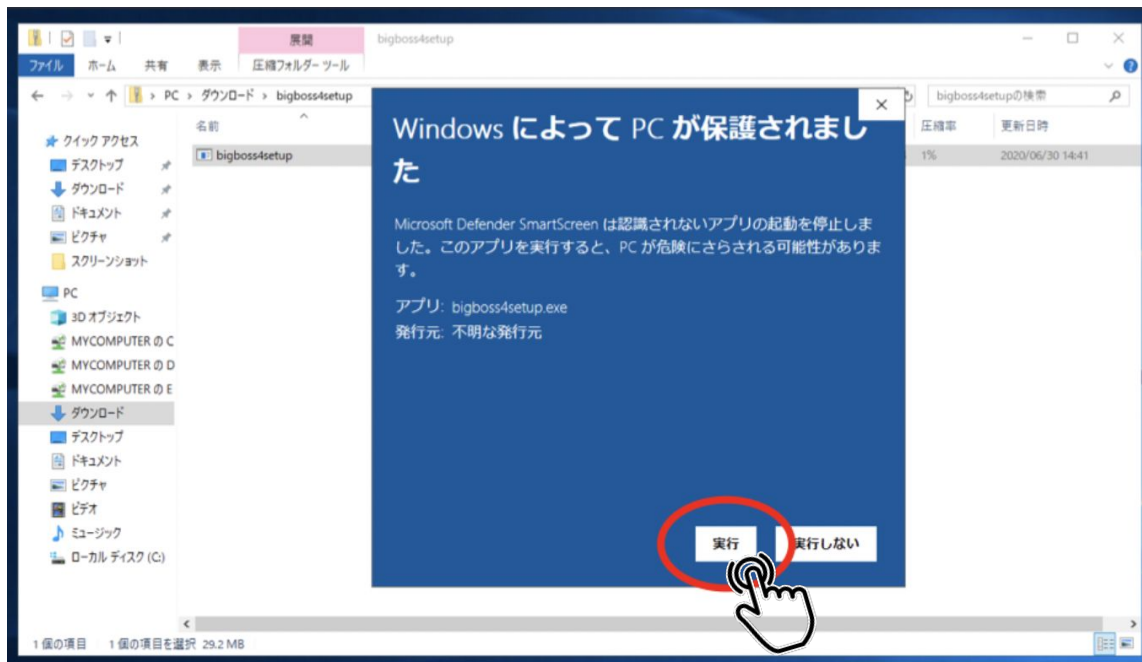 展開
bigboss4setup
ファイル ホーム 共有 表示 圧縮フォルダー ツール
PC › ダウンロード › bigboss4setup
bigboss4setupの検索
名前
圧縮率
更新日時
bigboss4setup
1%
2020/06/30 14:41
クイック アクセス
デスクトップ
ダウンロード
ドキュメント
ピクチャ
スクリーンショット
PC
3D オブジェクト
MYCOMPUTER の C
MYCOMPUTER の D
MYCOMPUTER の E
ダウンロード
デスクトップ
ドキュメント
ピクチャ
ビデオ
ミュージック
ローカル ディスク (C:)
Windows によって PC が保護されまし
た
Microsoft Defender SmartScreen は認識されないアプリの起動を停止しま
した。このアプリを実行すると、PC が危険にさらされる可能性がありま
す。
アプリ: bigboss4setup.exe
発行元: 不明な発行元
実行
実行しない
1 個の項目 1 個の項目を選択 29.2 MB